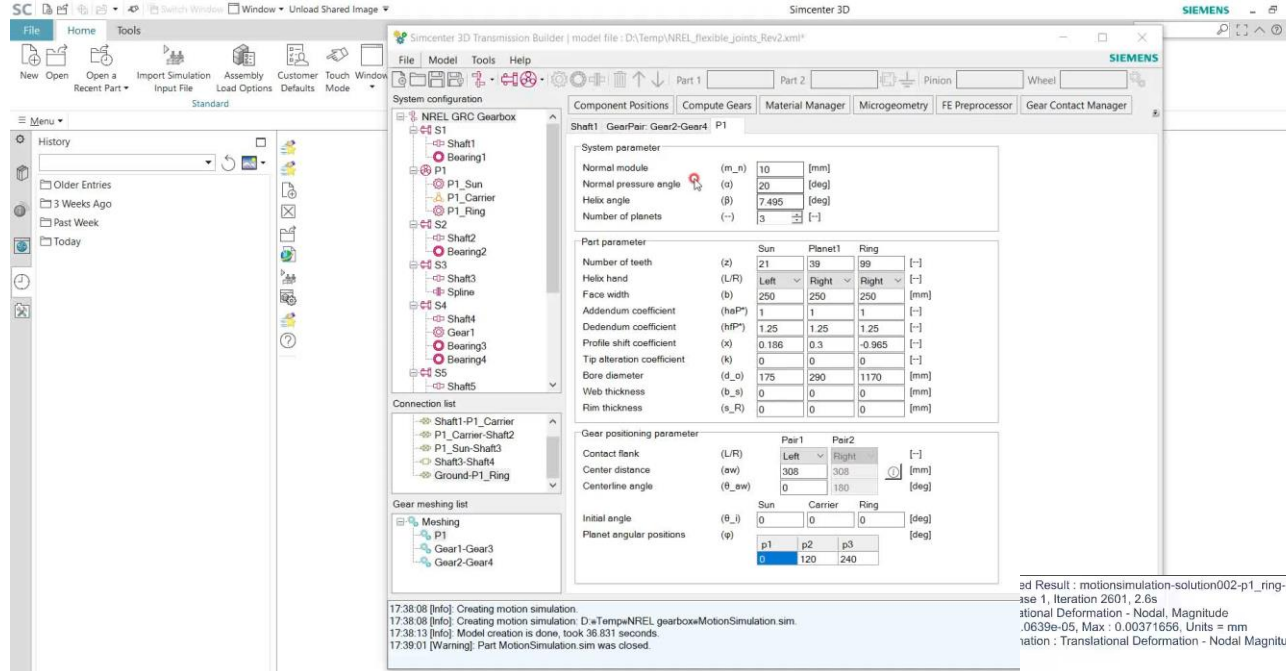 SC Switch Window Window Unload Shared Image Simcenter 3D SIEMENS
File Home Tools
New Open Open a Recent Part Import Simulation Input File Assembly Load Options Customer Defaults Touch Mode Window
Standard
Menu
History
Older Entries
3 Weeks Ago
Past Week
Today
Simcenter 3D Transmission Builder | model file : D:\Temp\NREL_flexible_joints_Rev2.xml*
File Model Tools Help SIEMENS
Part 1 Part 2 Pinion Wheel
System configuration
NREL GRC Gearbox
S1
Shaft1
Bearing1
P1
P1_Sun
P1_Carrier
P1_Ring
S2
Shaft2
Bearing2
S3
Shaft3
Spline
S4
Shaft4
Gear1
Bearing3
Bearing4
S5
Shaft5
Connection list
Shaft1-P1_Carrier
P1_Carrier-Shaft2
P1_Sun-Shaft3
Shaft3-Shaft4
Ground-P1_Ring
Gear meshing list
Meshing
P1
Gear1-Gear3
Gear2-Gear4
Component Positions Compute Gears Material Manager Microgeometry FE Preprocessor Gear Contact Manager
Shaft1 GearPair: Gear2-Gear4 P1
System parameter
Normal module (m_n) 10 [mm]
Normal pressure angle (α) 20 [deg]
Helix angle (β) 7.495 [deg]
Number of planets (--) 3 [--]
Part parameter
Sun Planet1 Ring
Number of teeth (z) 21 39 99 [--]
Helix hand (L/R) Left Right Right [--]
Face width (b) 250 250 250 [mm]
Addendum coefficient (haP*) 1 1 1 [--]
Dedendum coefficient (hfP*) 1.25 1.25 1.25 [--]
Profile shift coefficient (x) 0.186 0.3 -0.965 [--]
Tip alteration coefficient (k) 0 0 0 [--]
Bore diameter (d_o) 175 290 1170 [mm]
Web thickness (b_s) 0 0 0 [mm]
Rim thickness (s_R) 0 0 0 [mm]
Gear positioning parameter
Pair1 Pair2
Contact flank (L/R) Left Right [--]
Center distance (aw) 308 308 [mm]
Centerline angle (θ_aw) 0 180 [deg]
Sun Carrier Ring
Initial angle (θ_i) 0 0 0 [deg]
Planet angular positions (φ) [deg]
p1 p2 p3
0 120 240
17:38:08 [Info]: Creating motion simulation.
17:38:08 [Info]: Creating motion simulation: D:※Temp※NREL gearbox※MotionSimulation.sim.
17:38:13 [Info]: Model creation is done, took 36.831 seconds.
17:39:01 [Warning]: Part MotionSimulation.sim was closed.
ed Result : motionsimulation-solution002-p1_ring-
ase 1, Iteration 2601, 2.6s
ational Deformation - Nodal, Magnitude
.0639e-05, Max : 0.00371656, Units = mm
nation : Translational Deformation - Nodal Magnitu